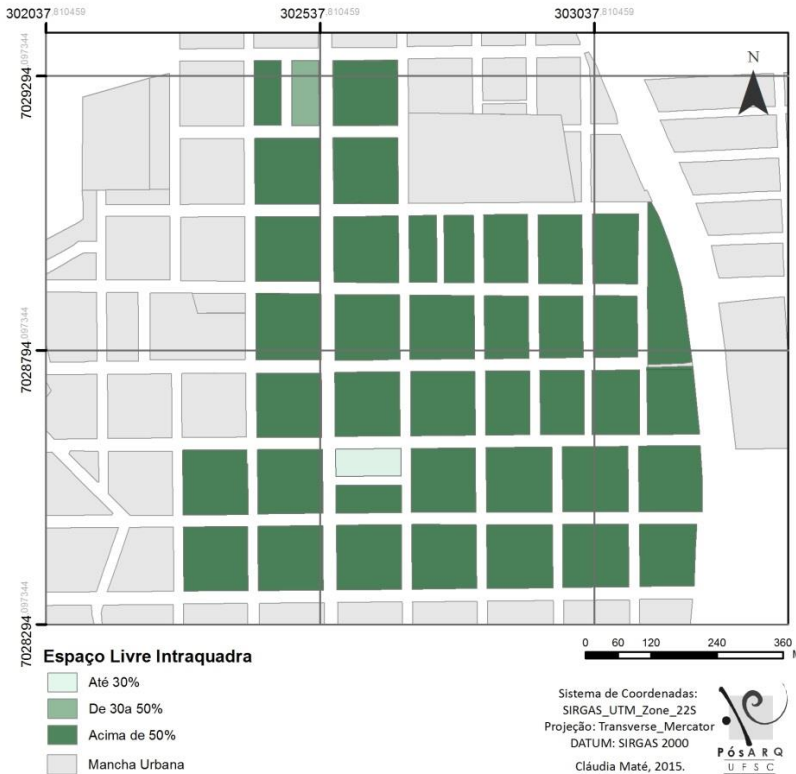 302037,810459 302537,810459 303037,810459
7029294,097344
N
7028794,097344
7028294,097344
Espaço Livre Intraquadra
Até 30%
De 30a 50%
Acima de 50%
Mancha Urbana
0 60 120 240 360
M
Sistema de Coordenadas:
SIRGAS_UTM_Zone_22S
Projeção: Transverse_Mercator
DATUM: SIRGAS 2000
Cláudia Maté, 2015.
PósARQ
UFSC